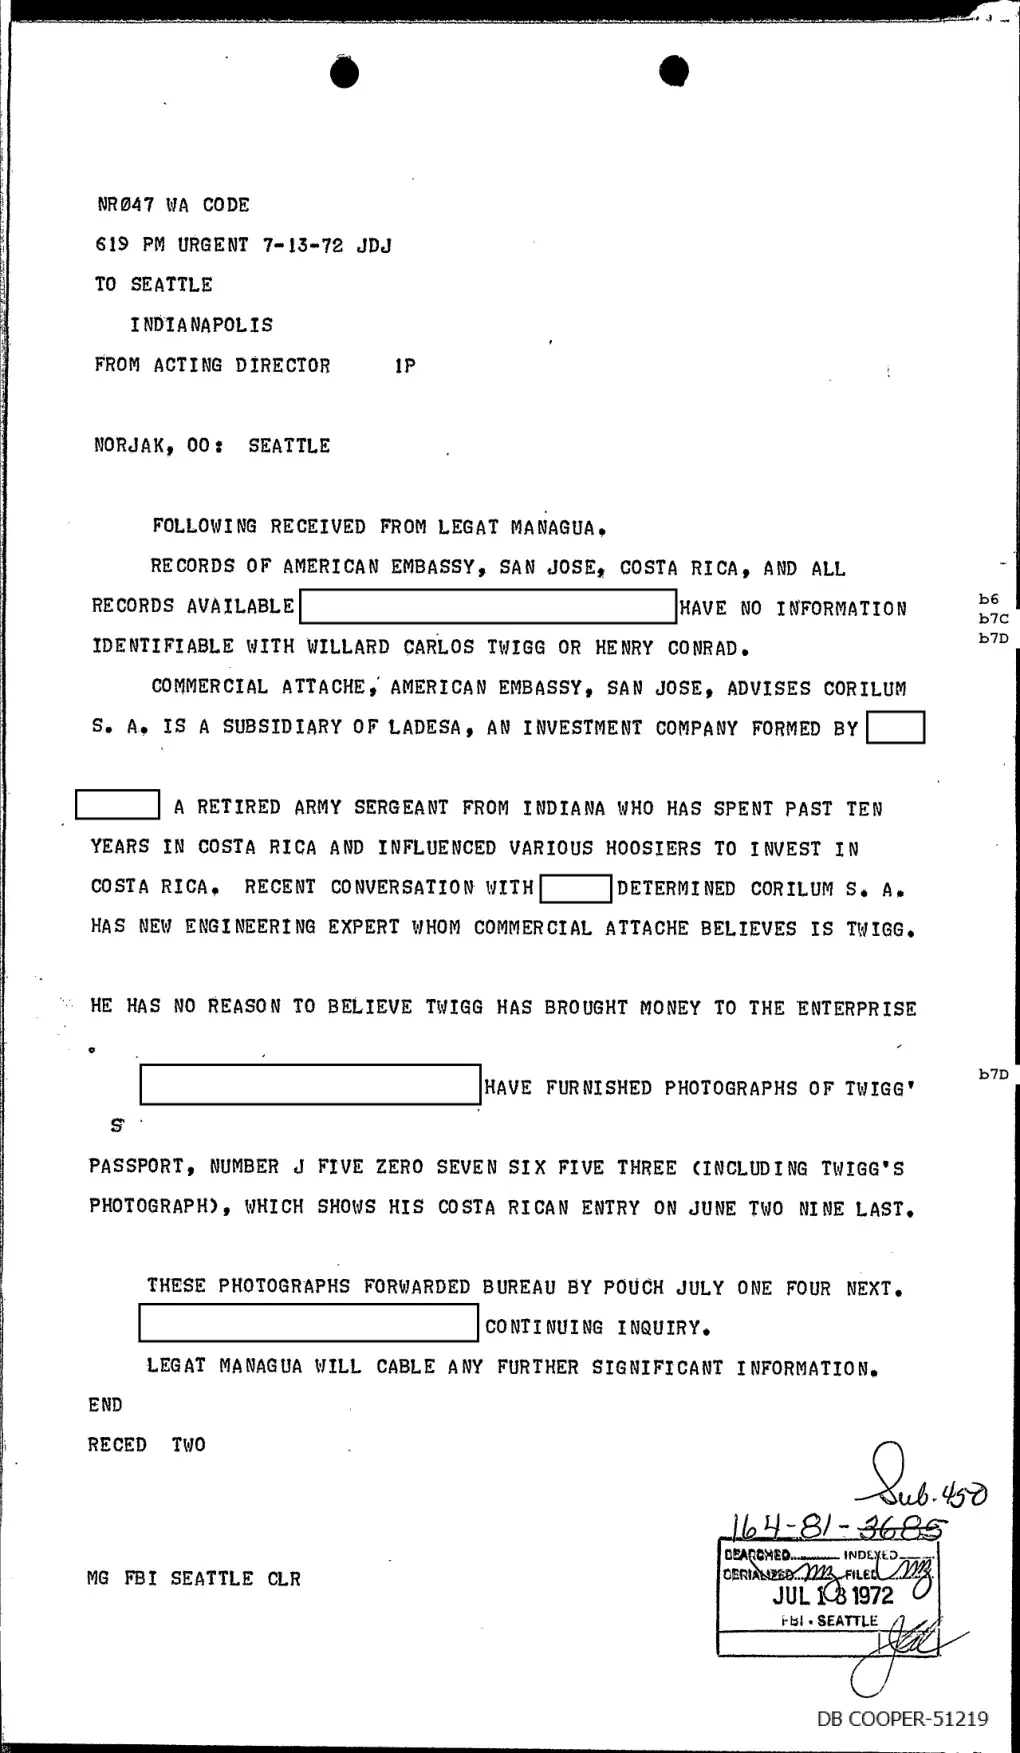 NR047 WA CODE
619 PM URGENT 7-13-72 JDJ
TO SEATTLE
INDIANAPOLIS
FROM ACTING DIRECTOR 1P
NORJAK, OO: SEATTLE
FOLLOWING RECEIVED FROM LEGAT MANAGUA.
RECORDS OF AMERICAN EMBASSY, SAN JOSE, COSTA RICA, AND ALL
RECORDS AVAILABLE HAVE NO INFORMATION
b6
b7C
b7D
IDENTIFIABLE WITH WILLARD CARLOS TWIGG OR HENRY CONRAD.
COMMERCIAL ATTACHE, AMERICAN EMBASSY, SAN JOSE, ADVISES CORILUM
S. A. IS A SUBSIDIARY OF LADESA, AN INVESTMENT COMPANY FORMED BY
A RETIRED ARMY SERGEANT FROM INDIANA WHO HAS SPENT PAST TEN
YEARS IN COSTA RICA AND INFLUENCED VARIOUS HOOSIERS TO INVEST IN
COSTA RICA. RECENT CONVERSATION WITH DETERMINED CORILUM S. A.
HAS NEW ENGINEERING EXPERT WHOM COMMERCIAL ATTACHE BELIEVES IS TWIGG.
HE HAS NO REASON TO BELIEVE TWIGG HAS BROUGHT MONEY TO THE ENTERPRISE
.
HAVE FURNISHED PHOTOGRAPHS OF TWIGG'
b7D
S
PASSPORT, NUMBER J FIVE ZERO SEVEN SIX FIVE THREE (INCLUDING TWIGG'S
PHOTOGRAPH), WHICH SHOWS HIS COSTA RICAN ENTRY ON JUNE TWO NINE LAST.
THESE PHOTOGRAPHS FORWARDED BUREAU BY POUCH JULY ONE FOUR NEXT.
CONTINUING INQUIRY.
LEGAT MANAGUA WILL CABLE ANY FURTHER SIGNIFICANT INFORMATION.
END
RECED TWO
Sub. 450
164-81-3685
SEARCHED INDEXED
SERIALIZED MZ FILED MZ
JUL 13 1972
FBI - SEATTLE
MG FBI SEATTLE CLR
DB COOPER-51219